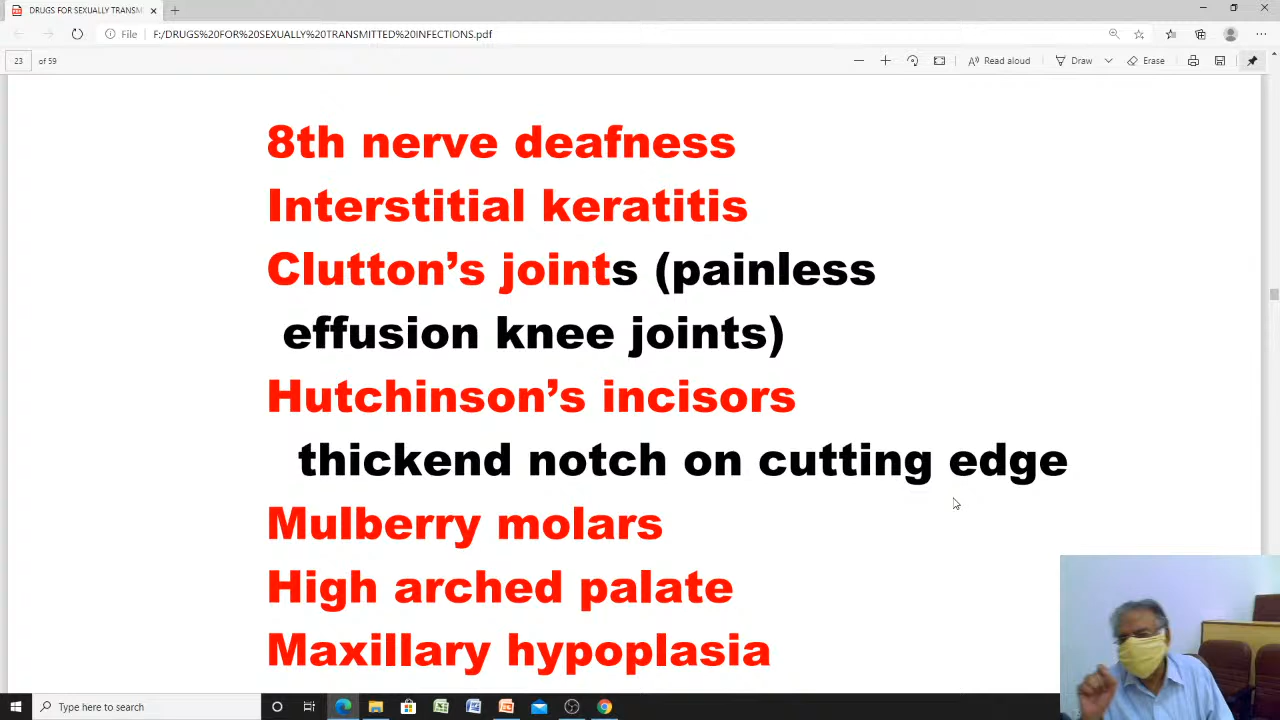 DRUGS FOR SEXUALLY TRANSMI
File F:/DRUGS%20FOR%20SEXUALLY%20TRANSMITTED%20INFECTIONS.pdf
23 of 59 Read aloud Draw Erase
8th nerve deafness
Interstitial keratitis
Clutton’s joints (painless
effusion knee joints)
Hutchinson’s incisors
thickend notch on cutting edge
Mulberry molars
High arched palate
Maxillary hypoplasia
Type here to search